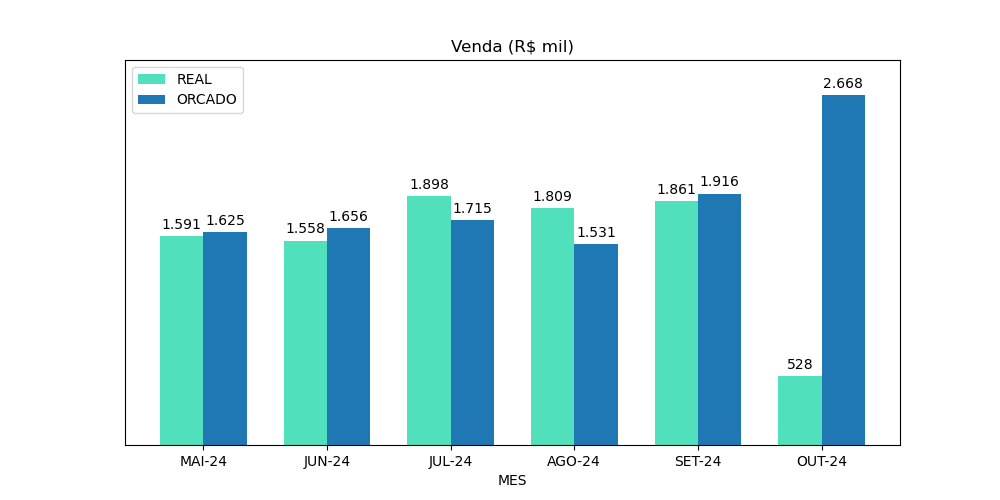 Venda (R$ mil)
REAL
ORCADO
2.668
1.898
1.809
1.861
1.916
1.591
1.625
1.558
1.656
1.715
1.531
528
MAI-24
JUN-24
JUL-24
AGO-24
SET-24
OUT-24
MES